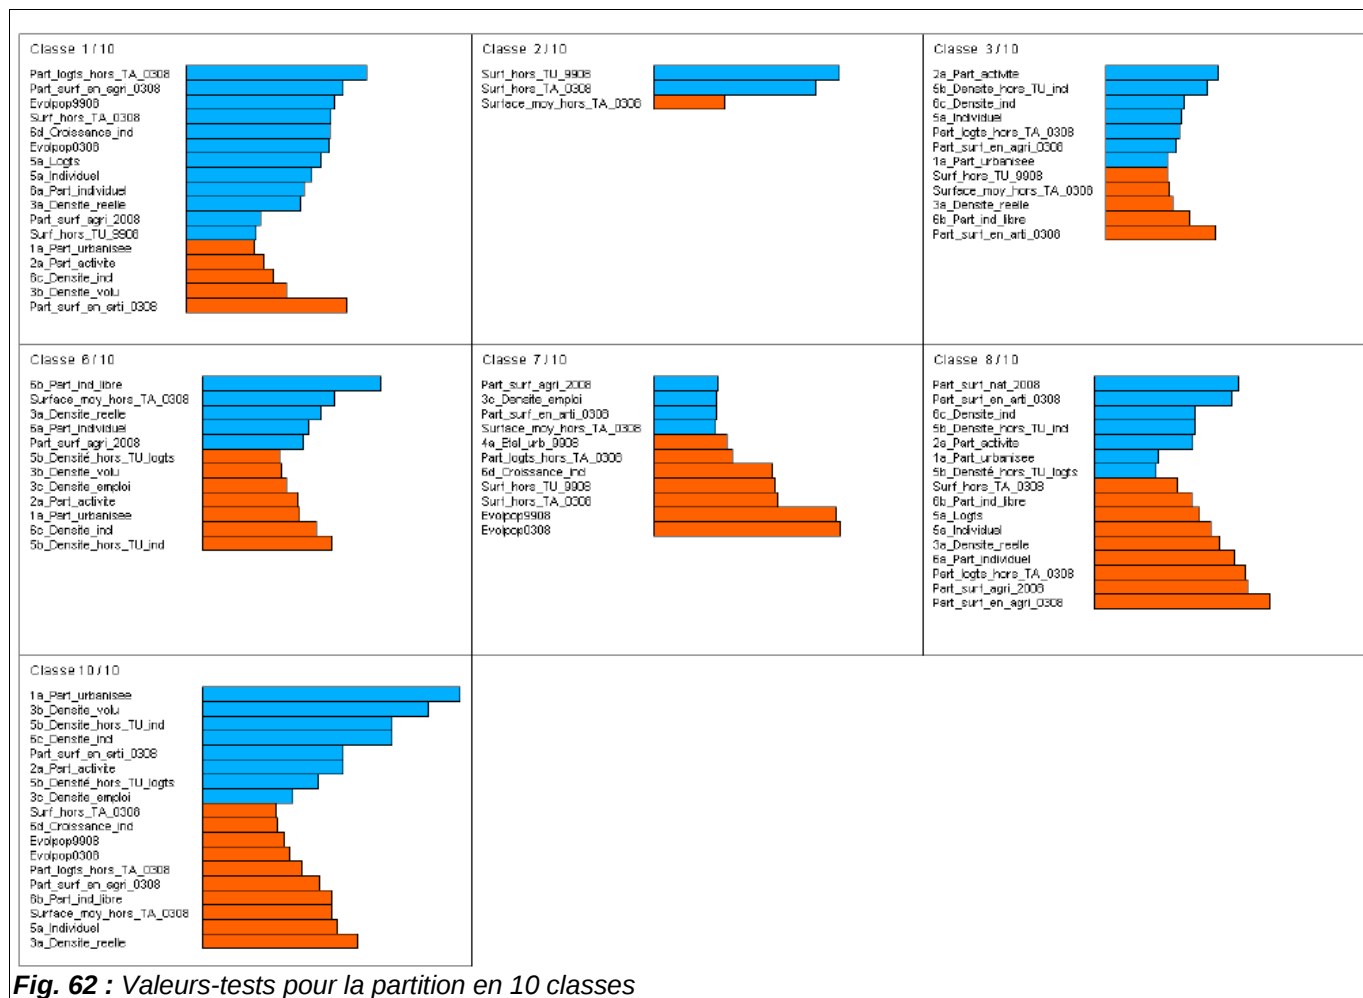 Classe 1/10
Part_logts_hors_TA_0308
Part_surf_en_agri_0308
Evolpop9908
Surf_hors_TA_0308
6d_Croissance_ind
Evolpop0308
5a_Logts
5a_Individuel
6a_Part_individuel
3a_Densite_reelle
Part_surf_agri_2008
Surf_hors_TU_9908
1a_Part_urbanisee
2a_Part_activite
6c_Densite_ind
3b_Densite_volu
Part_surf_en_arti_0308
Classe 2/10
Surf_hors_TU_9908
Surf_hors_TA_0308
Surface_moy_hors_TA_0308
Classe 3/10
2a_Part_activite
5b_Densite_hors_TU_ind
6c_Densite_ind
5a_Individuel
Part_logts_hors_TA_0308
Part_surf_en_agri_0308
1a_Part_urbanisee
Surf_hors_TU_9908
Surface_moy_hors_TA_0308
3a_Densite_reelle
6b_Part_ind_libre
Part_surf_en_arti_0308
Classe 6/10
6b_Part_ind_libre
Surface_moy_hors_TA_0308
3a_Densite_reelle
6a_Part_individuel
Part_surf_agri_2008
5b_Densité_hors_TU_logts
3b_Densite_volu
3c_Densite_emploi
2a_Part_activite
1a_Part_urbanisee
6c_Densite_ind
5b_Densite_hors_TU_ind
Classe 7/10
Part_surf_agri_2008
3c_Densite_emploi
Part_surf_en_arti_0308
Surface_moy_hors_TA_0308
4a_Etal_urb_9908
Part_logts_hors_TA_0308
6d_Croissance_ind
Surf_hors_TU_9908
Surf_hors_TA_0308
Evolpop9908
Evolpop0308
Classe 8/10
Part_surf_nat_2008
Part_surf_en_arti_0308
6c_Densite_ind
5b_Densite_hors_TU_ind
2a_Part_activite
1a_Part_urbanisee
5b_Densité_hors_TU_logts
Surf_hors_TA_0308
6b_Part_ind_libre
5a_Logts
5a_Individuel
3a_Densite_reelle
6a_Part_individuel
Part_logts_hors_TA_0308
Part_surf_agri_2008
Part_surf_en_agri_0308
Classe 10/10
1a_Part_urbanisee
3b_Densite_volu
5b_Densite_hors_TU_ind
6c_Densite_ind
Part_surf_en_arti_0308
2a_Part_activite
5b_Densité_hors_TU_logts
3c_Densite_emploi
Surf_hors_TA_0308
6d_Croissance_ind
Evolpop9908
Evolpop0308
Part_logts_hors_TA_0308
Part_surf_en_agri_0308
6b_Part_ind_libre
Surface_moy_hors_TA_0308
5a_Individuel
3a_Densite_reelle
Fig. 62 : Valeurs-tests pour la partition en 10 classes